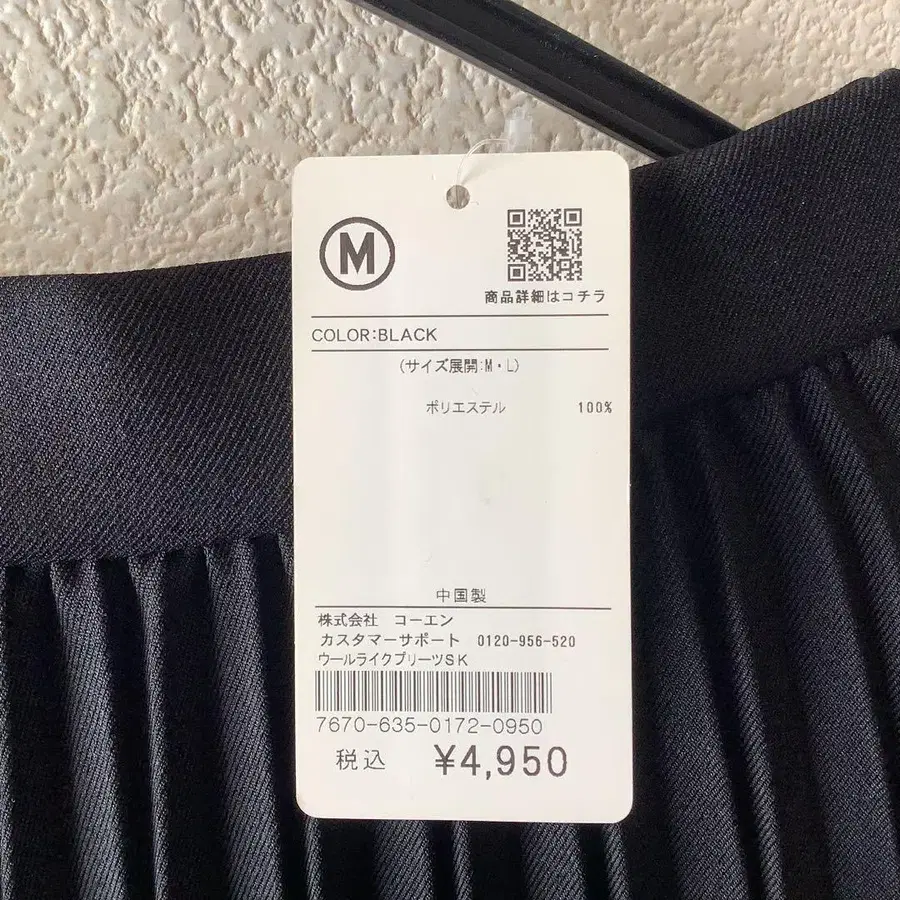 M
商品詳細はコチラ
COLOR:BLACK
(サイズ展開:M・L)
ポリエステル 100%
中国製
株式会社 コーエン
カスタマーサポート 0120-956-520
ウールライクプリーツSK
7670-635-0172-0950
税込 ¥4,950